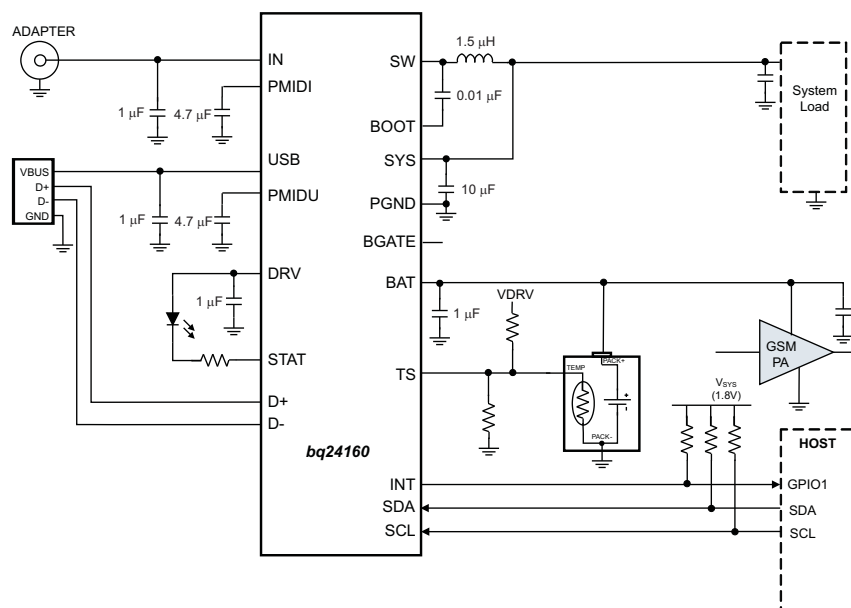 ADAPTER
IN
PMIDI
1 μF
4.7 μF
VBUS
D+
D-
GND
USB
PMIDU
1 μF
4.7 μF
DRV
1 μF
STAT
D+
D-
bq24160
SW
1.5 μH
0.01 μF
BOOT
SYS
10 μF
PGND
BGATE
BAT
1 μF
VDRV
TS
TEMP
PACK+
+
-
PACK-
INT
SDA
SCL
System
Load
GSM
PA
VSYS
(1.8V)
HOST
GPIO1
SDA
SCL